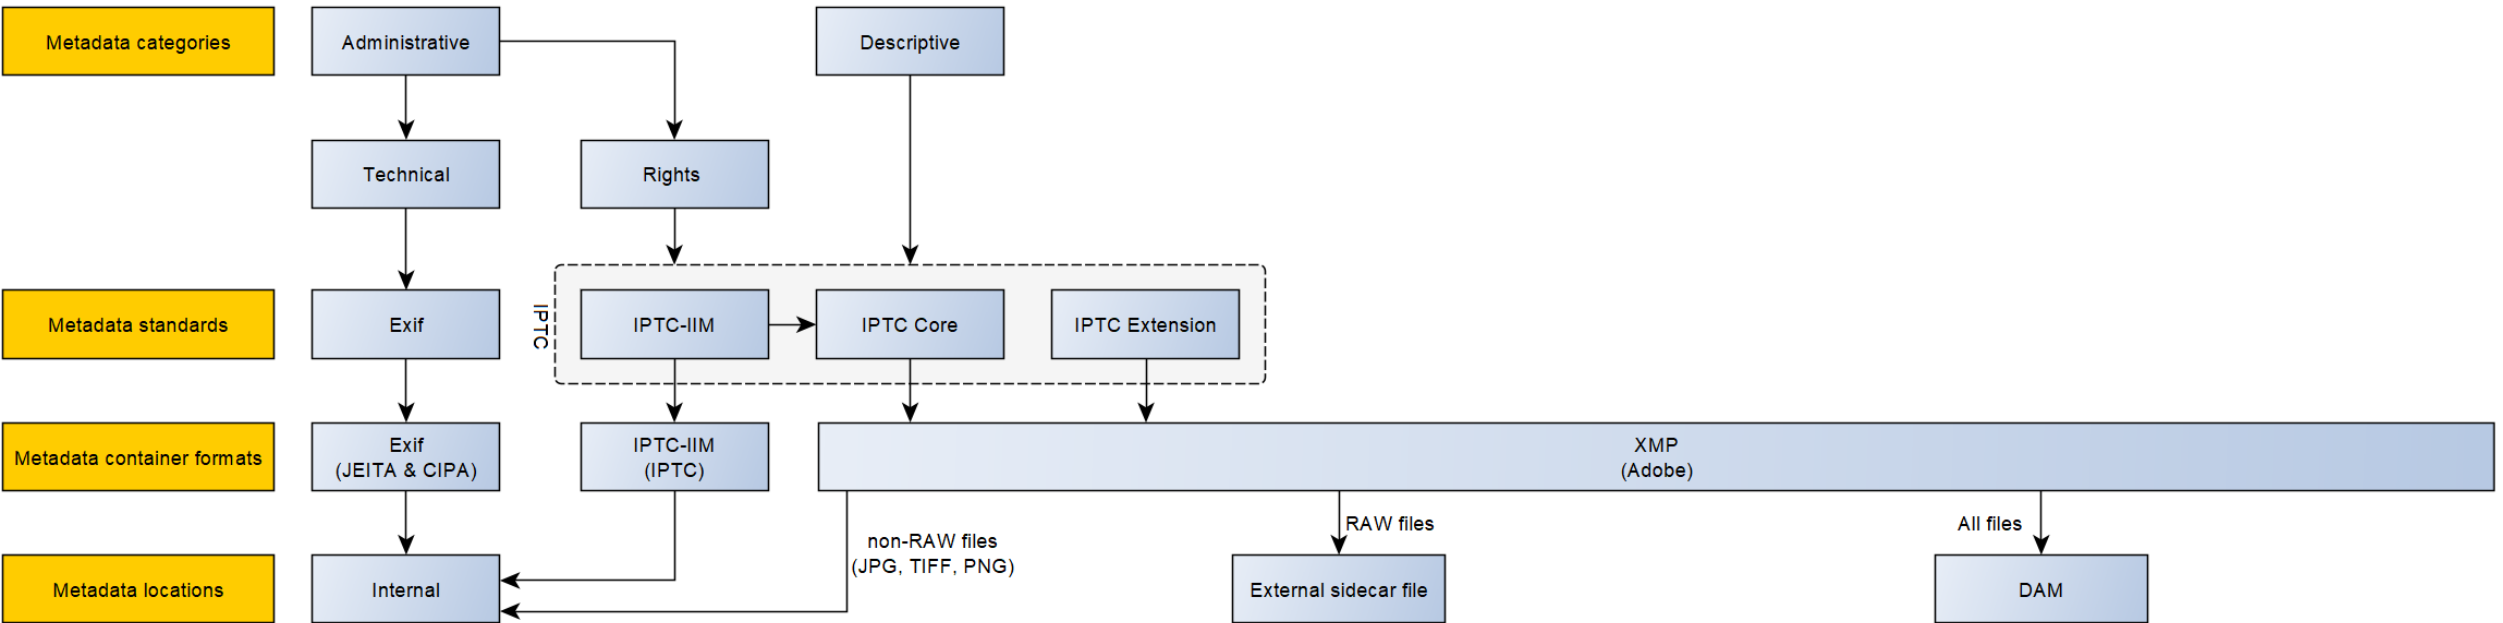 Metadata categories
Administrative
Descriptive
Technical
Rights
IPTC
Metadata standards
Exif
IPTC-IIM
IPTC Core
IPTC Extension
Metadata container formats
Exif
(JEITA & CIPA)
IPTC-IIM
(IPTC)
XMP
(Adobe)
non-RAW files
(JPG, TIFF, PNG)
RAW files
All files
Metadata locations
Internal
External sidecar file
DAM